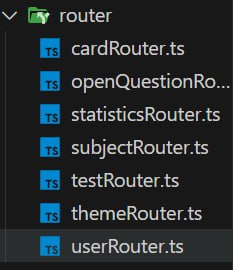 router
TS cardRouter.ts
TS openQuestionRo...
TS statisticsRouter.ts
TS subjectRouter.ts
TS testRouter.ts
TS themeRouter.ts
TS userRouter.ts